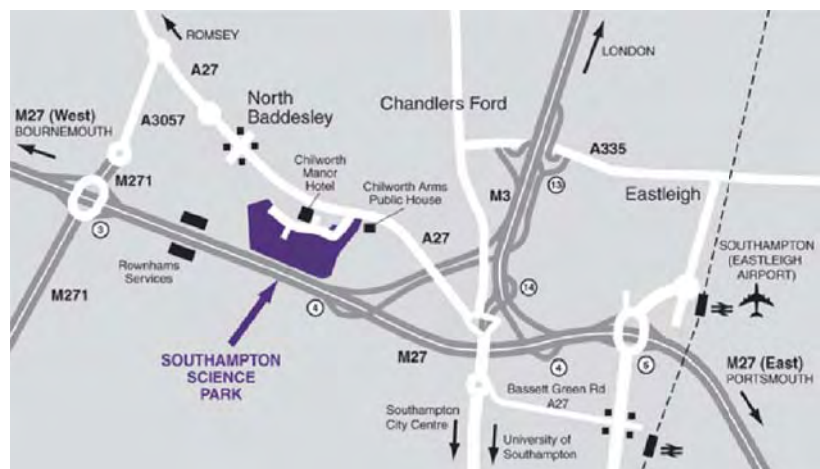 ROMSEY
A27
LONDON
North
Baddesley
Chandlers Ford
M27 (West)
BOURNEMOUTH
A3057
A335
Chilworth
Manor
Hotel
M271
M3
13
Chilworth Arms
Public House
Eastleigh
3
A27
SOUTHAMPTON
(EASTLEIGH
AIRPORT)
Rownhams
Services
M271
14
4
SOUTHAMPTON
SCIENCE
PARK
M27
4
5
M27 (East)
PORTSMOUTH
Bassett Green Rd
A27
Southampton
City Centre
University of
Southampton